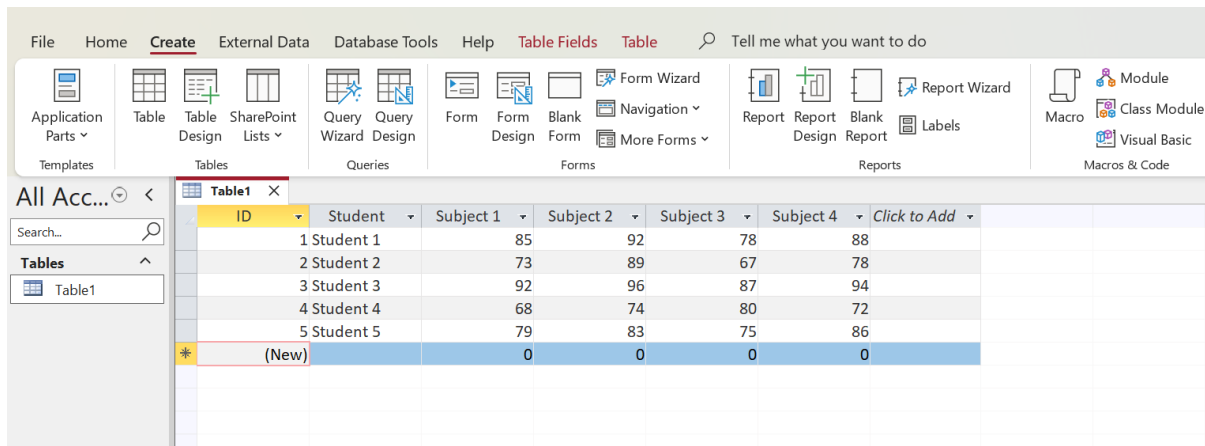 File Home Create External Data Database Tools Help Table Fields Table Tell me what you want to do
Application Parts
Table
Table Design
SharePoint Lists
Query Wizard
Query Design
Form
Form Design
Blank Form
Form Wizard
Navigation
More Forms
Report
Report Design
Blank Report
Report Wizard
Labels
Macro
Module
Class Module
Visual Basic
Templates Tables Queries Forms Reports Macros & Code
All Acc...
Search...
Tables
Table1
Table1
ID Student Subject 1 Subject 2 Subject 3 Subject 4 Click to Add
1 Student 1 85 92 78 88
2 Student 2 73 89 67 78
3 Student 3 92 96 87 94
4 Student 4 68 74 80 72
5 Student 5 79 83 75 86
(New) 0 0 0 0